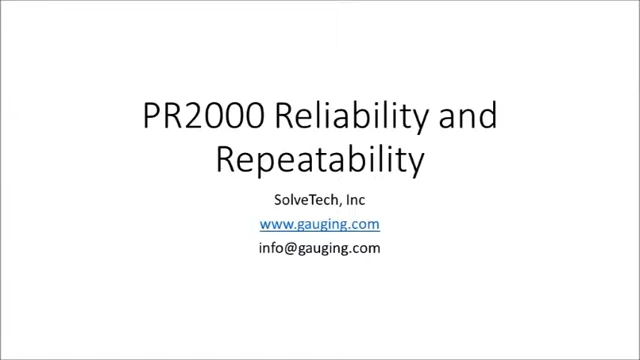 PR2000 Reliability and
Repeatability
SolveTech, Inc
www.gauging.com
info@gauging.com